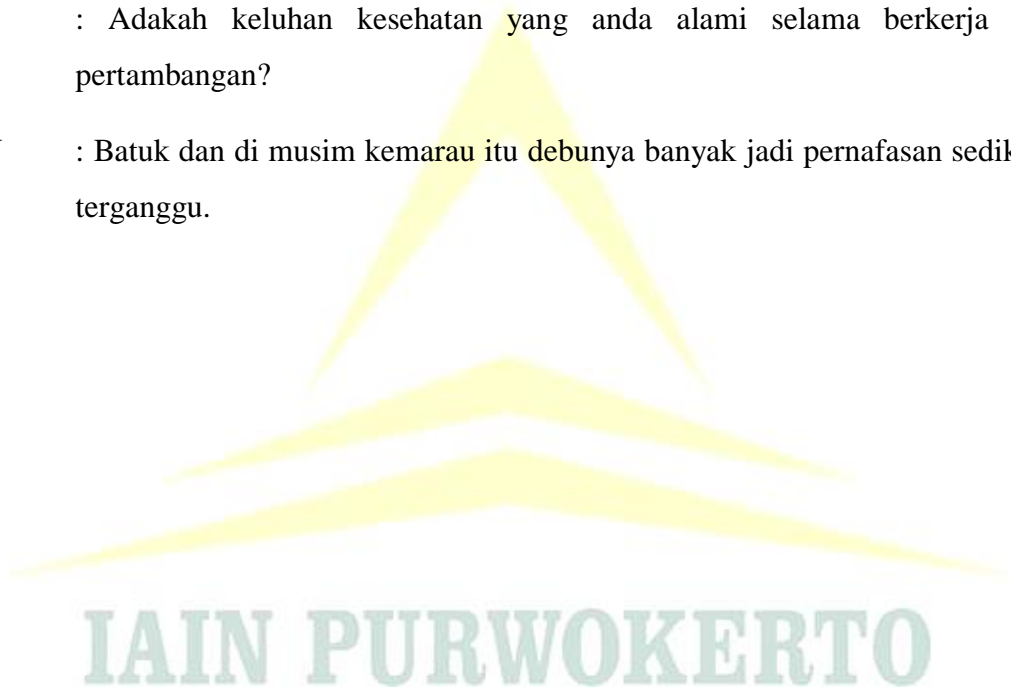 : Adakah keluhan kesehatan yang anda alami selama berkerja
pertambangan?
: Batuk dan di musim kemarau itu debunya banyak jadi pernafasan
terganggu.
IAIN PURWOKERTO